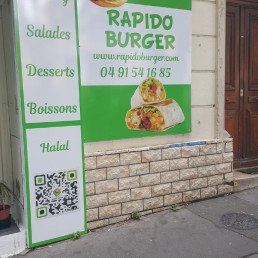 Salades
Desserts
Boissons
Halal
RAPIDO
BURGER
www.rapidoburger.com
04 91 54 16 85